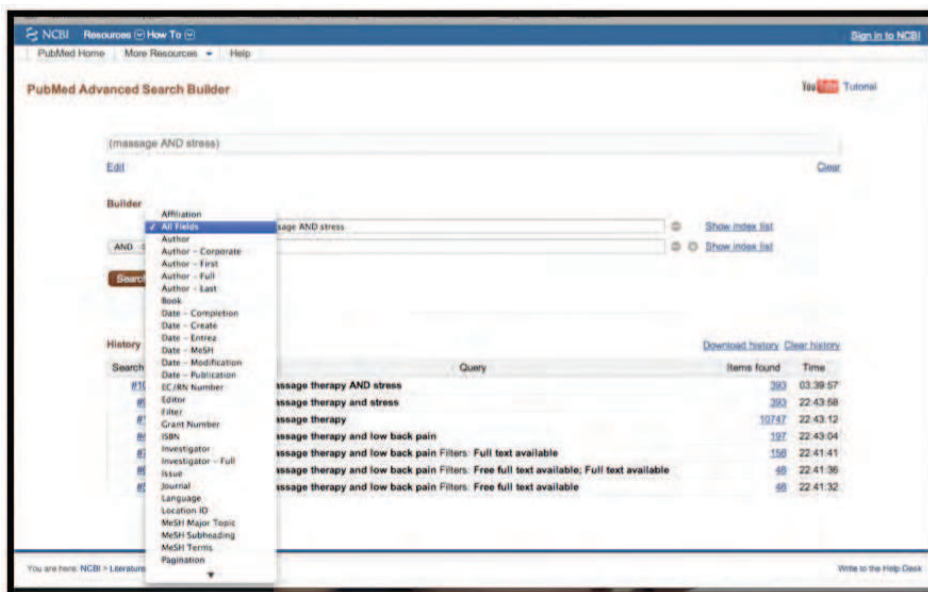 NCBI Resources How To Sign in to NCBI
PubMed Home More Resources Help
PubMed Advanced Search Builder
You Tube Tutorial
(massage AND stress)
Edit Clear
Builder
Affiliation
✓ All Fields sage AND stress Show index list
Author
AND Show index list
Author - Corporate
Author - First
Author - Full
Search
Author - Last
Book
Date - Completion
Date - Create
Date - Entrez
History Download history Clear history
Date - MeSH
Date - Modification
Search Query Items found Time
Date - Publication
EC/RN Number
#10 assage therapy AND stress 393 03:39:57
Editor
assage therapy and stress 393 22:43:58
Filter
Grant Number
assage therapy 10747 22:43:12
ISBN
assage therapy and low back pain 197 22:43:04
Investigator
assage therapy and low back pain Filters: Full text available 156 22:41:41
Investigator - Full
Issue
assage therapy and low back pain Filters: Free full text available; Full text available 48 22:41:36
Journal
assage therapy and low back pain Filters: Free full text available 48 22:41:32
Language
Location ID
MeSH Major Topic
MeSH Subheading
MeSH Terms
Pagination
You are here: NCBI > Literature Write to the Help Desk